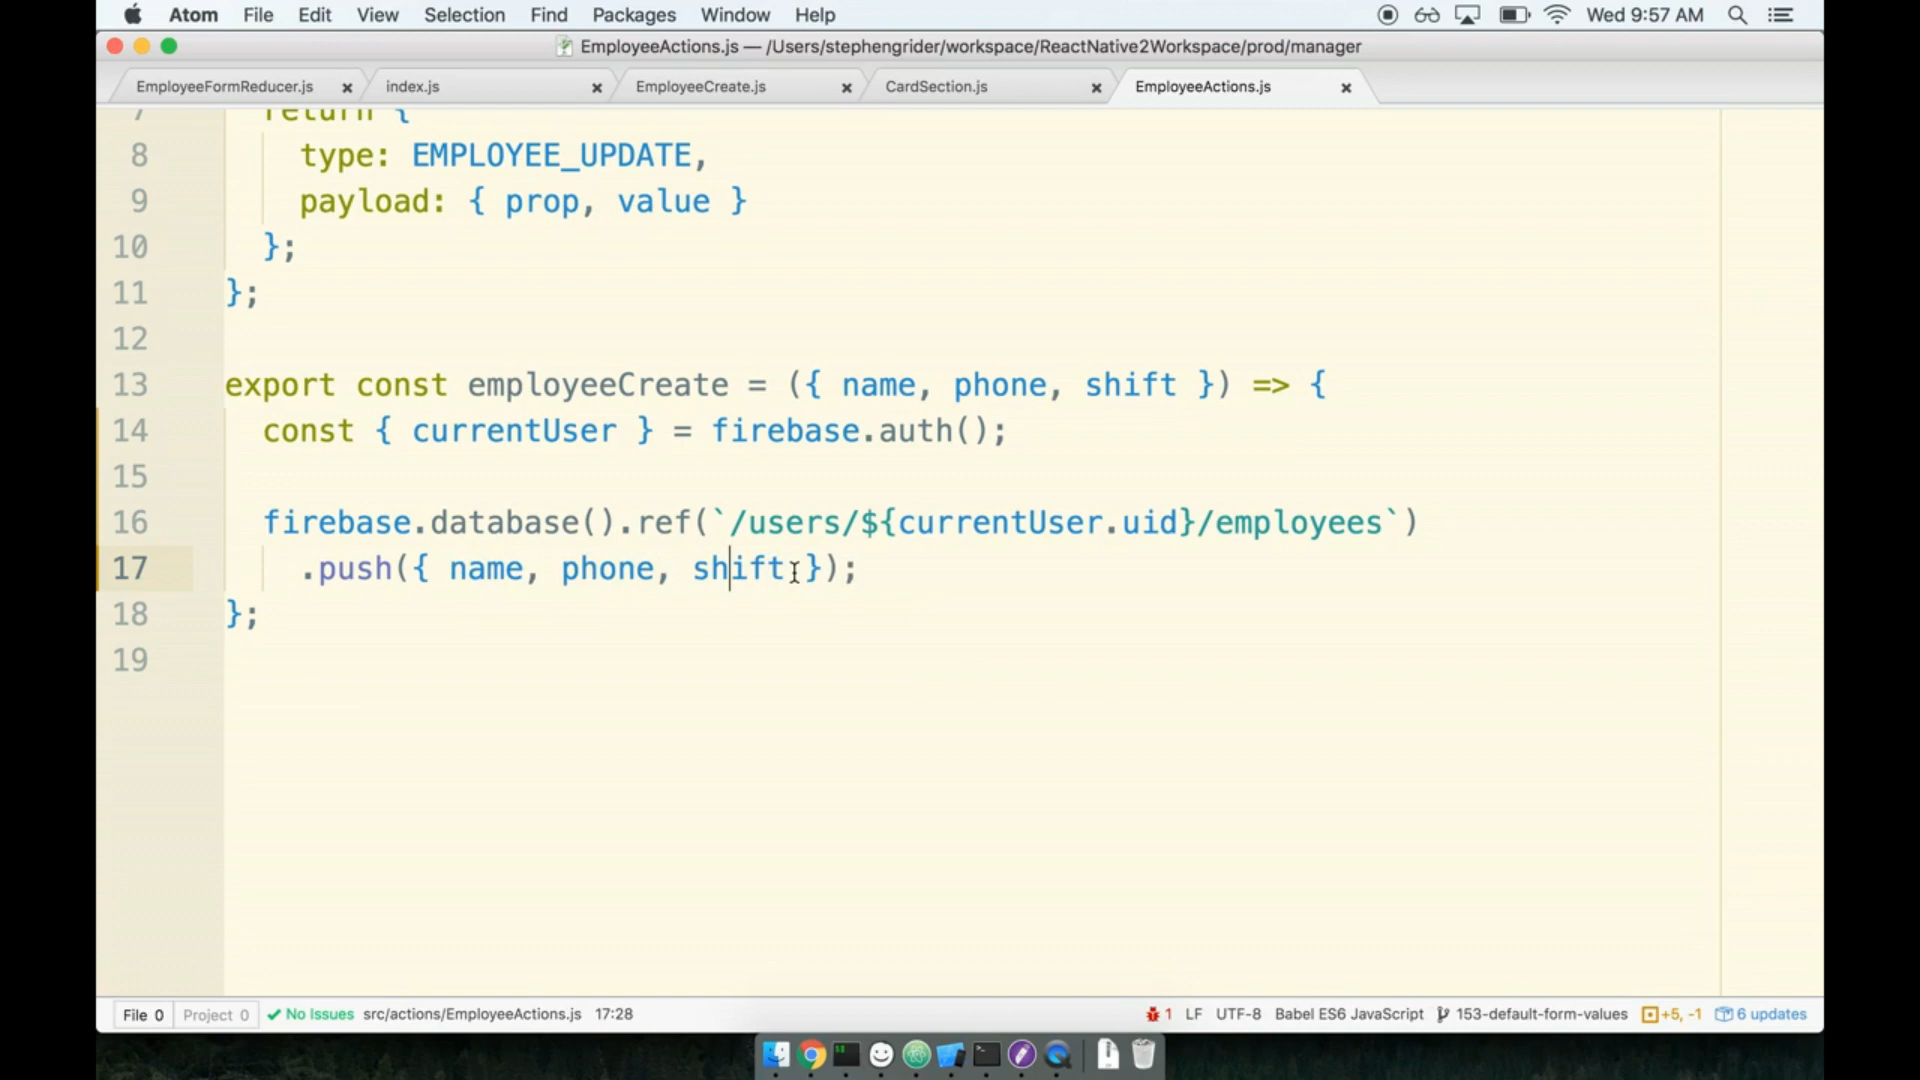 Atom File Edit View Selection Find Packages Window Help Wed 9:57 AM
EmployeeActions.js — /Users/stephengrider/workspace/ReactNative2Workspace/prod/manager
EmployeeFormReducer.js index.js EmployeeCreate.js CardSection.js EmployeeActions.js
7 return {
8 type: EMPLOYEE_UPDATE,
9 payload: { prop, value }
10 };
11 };
12
13 export const employeeCreate = ({ name, phone, shift }) => {
14 const { currentUser } = firebase.auth();
15
16 firebase.database().ref(`/users/${currentUser.uid}/employees`)
17 .push({ name, phone, shift });
18 };
19
File 0 Project 0 No Issues src/actions/EmployeeActions.js 17:28 1 LF UTF-8 Babel ES6 JavaScript 153-default-form-values +5, -1 6 updates